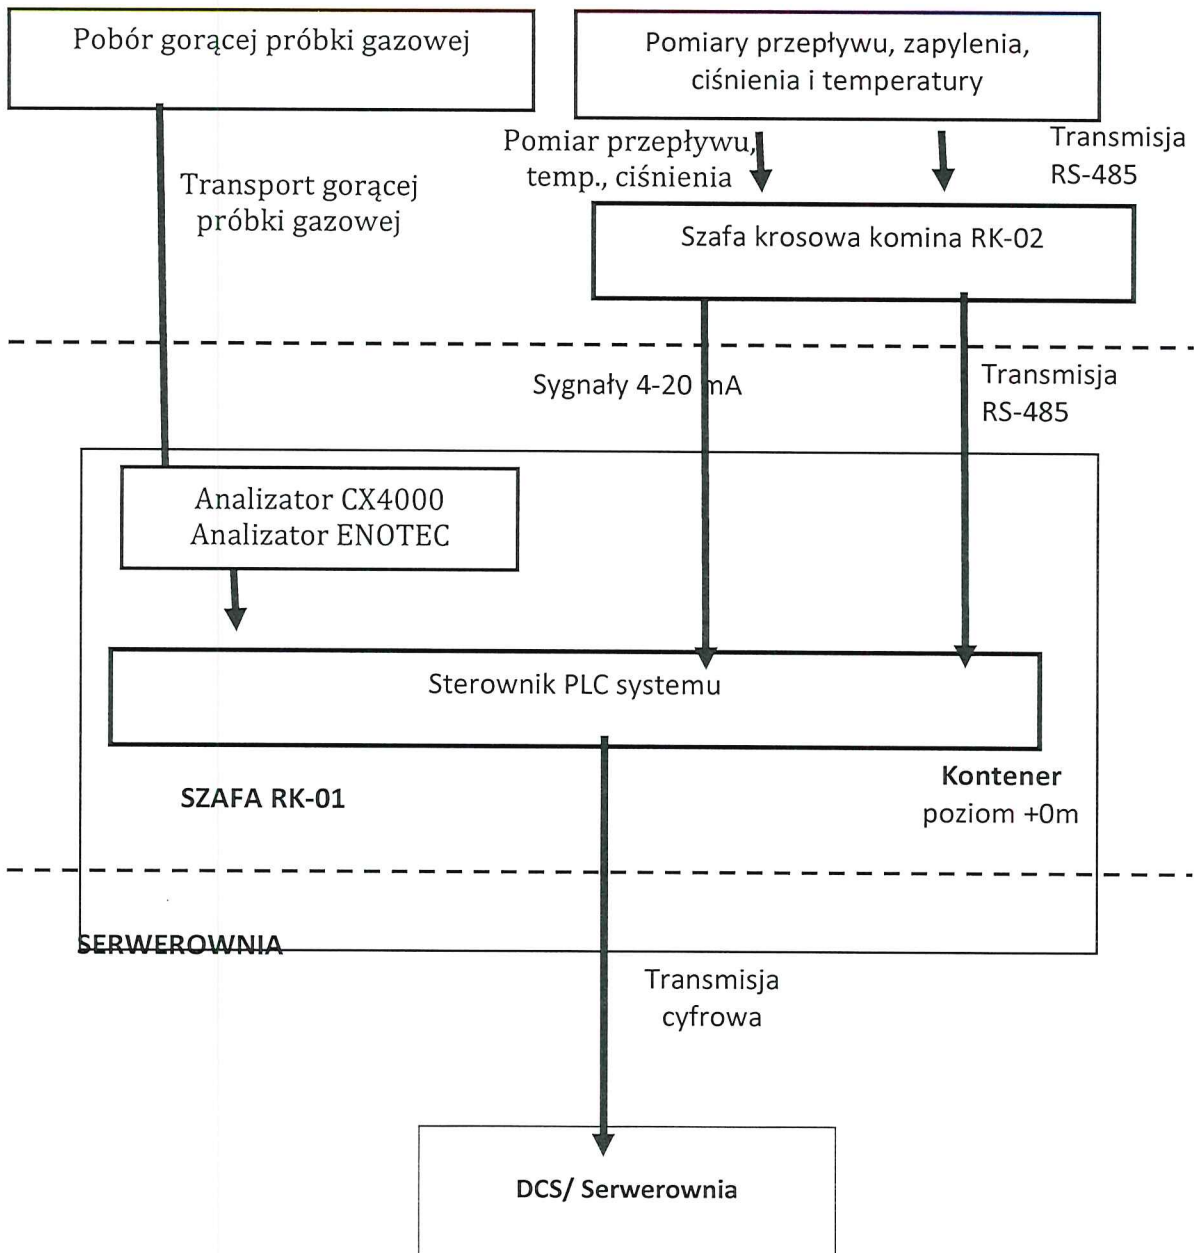 Pobór gorącej próbki gazowej
Pomiary przepływu, zapylenia,
ciśnienia i temperatury
Pomiar przepływu,
temp., ciśnienia
Transmisja
RS-485
Transport gorącej
próbki gazowej
Szafa krosowa komina RK-02
Sygnały 4-20 mA
Transmisja
RS-485
Analizator CX4000
Analizator ENOTEC
Sterownik PLC systemu
SZAFA RK-01
Kontener
poziom +0m
SERWEROWNIA
Transmisja
cyfrowa
DCS/ Serwerownia